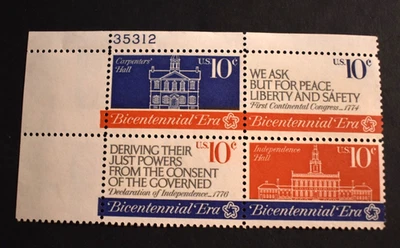 35312
Carpenters'
Hall
U.S. 10c
Bicentennial Era
U.S. 10c
WE ASK
BUT FOR PEACE,
LIBERTY AND SAFETY
First Continental Congress...1774
Bicentennial Era
U.S. 10c
DERIVING THEIR
JUST POWERS
FROM THE CONSENT
OF THE GOVERNED
Declaration of Independence...1776
Bicentennial Era
Independence
Hall
U.S. 10c
Bicentennial Era